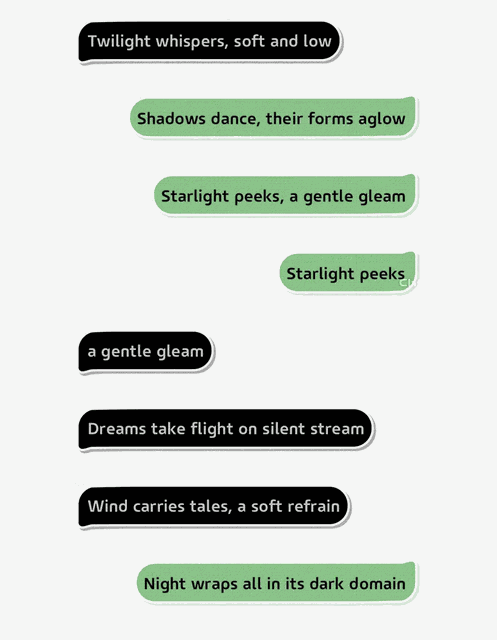 Twilight whispers, soft and low
Shadows dance, their forms aglow
Starlight peeks, a gentle gleam
Starlight peeks
a gentle gleam
Dreams take flight on silent stream
Wind carries tales, a soft refrain
Night wraps all in its dark domain